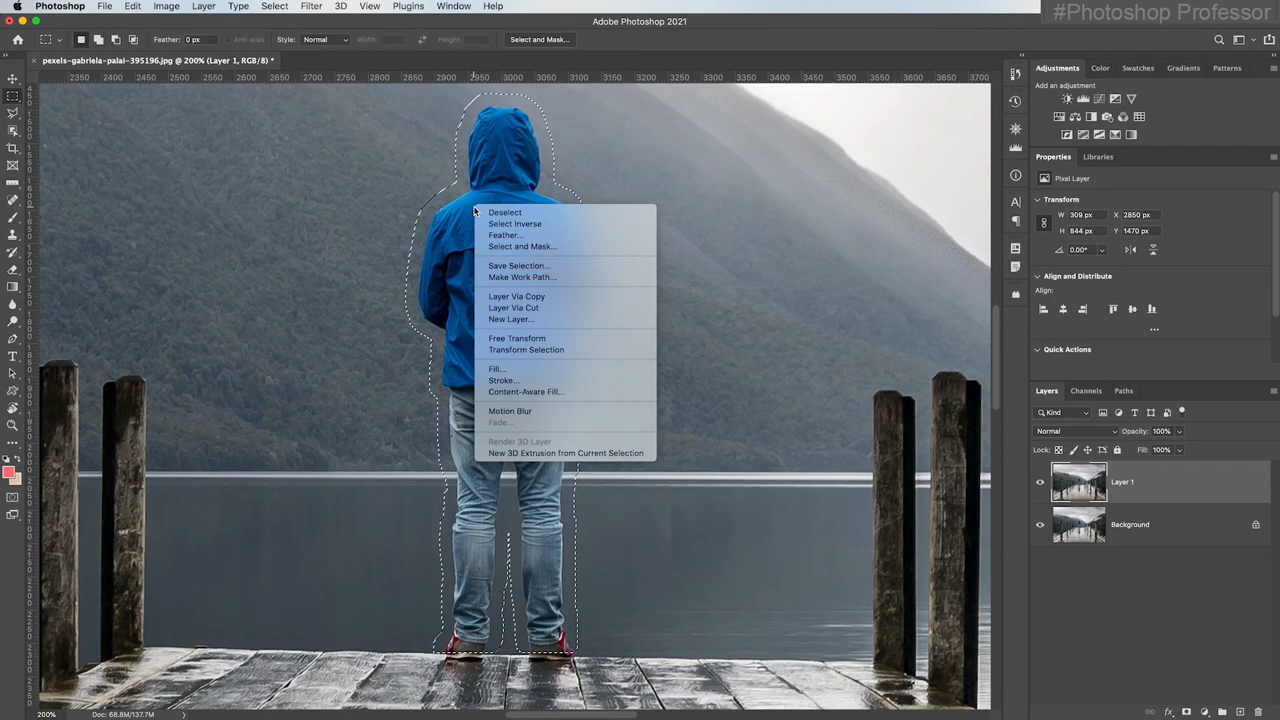 Photoshop File Edit Image Layer Type Select Filter 3D View Plugins Window Help
#Photoshop Professor
Adobe Photoshop 2021
Feather: 0 px Anti-alias Style: Normal Width: Height: Select and Mask...
pexels-gabriela-palai-395196.jpg @ 200% (Layer 1, RGB/8) *
2350 2400 2450 2500 2550 2600 2650 2700 2750 2800 2850 2900 2950 3000 3050 3100 3150 3200 3250 3300 3350 3400 3450 3500 3550 3600 3650 3700
Deselect
Select Inverse
Feather...
Select and Mask...
Save Selection...
Make Work Path...
Layer Via Copy
Layer Via Cut
New Layer...
Free Transform
Transform Selection
Fill...
Stroke...
Content-Aware Fill...
Motion Blur
Fade...
Render 3D Layer
New 3D Extrusion from Current Selection
Adjustments Color Swatches Gradients Patterns
Add an adjustment
Properties Libraries
Pixel Layer
Transform
W 309 px X 2850 px
H 844 px Y 1470 px
0.00°
Align and Distribute
Align:
Quick Actions
Layers Channels Paths
Kind
Normal Opacity: 100%
Lock: Fill: 100%
Layer 1
Background
200% Doc: 68.8M/137.7M